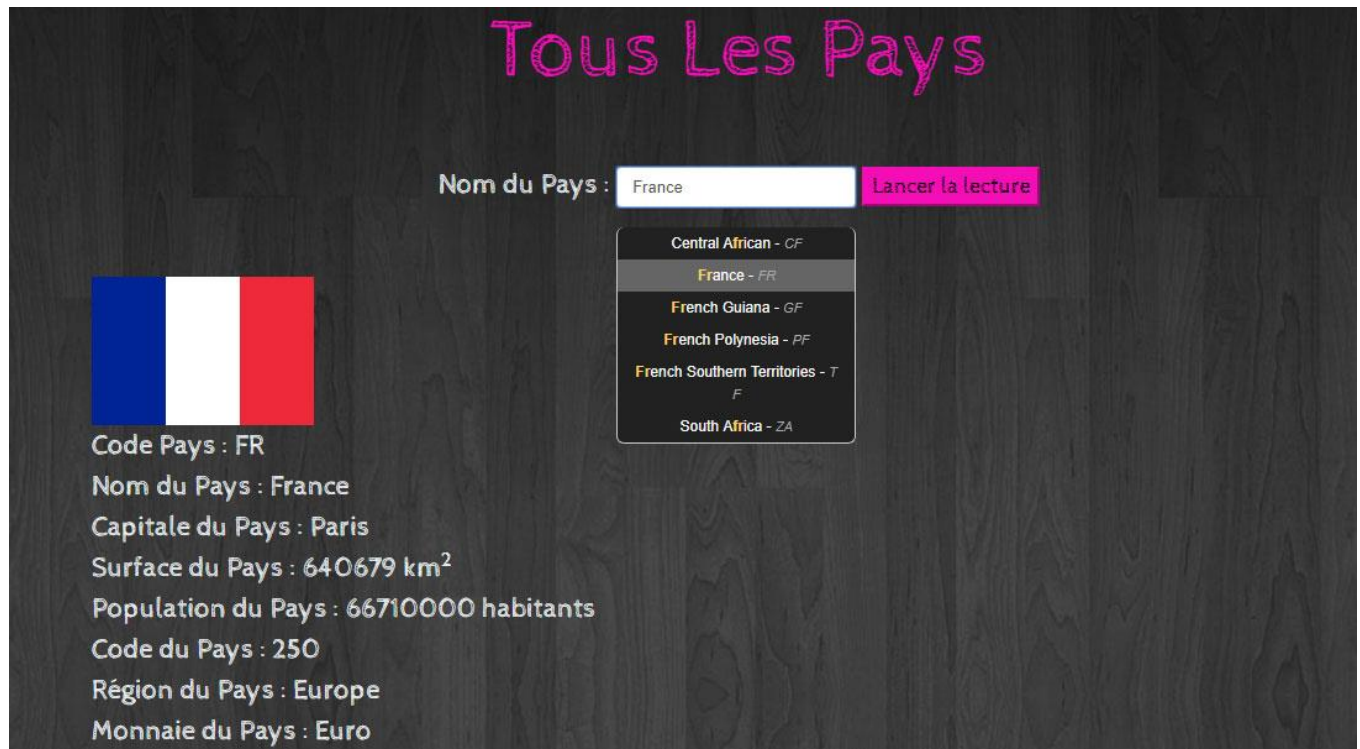 Tous Les Pays
Nom du Pays : France Lancer la lecture
Central African - CF
France - FR
French Guiana - GF
French Polynesia - PF
French Southern Territories - T
F
South Africa - ZA
Code Pays : FR
Nom du Pays : France
Capitale du Pays : Paris
Surface du Pays : 640679 km²
Population du Pays : 66710000 habitants
Code du Pays : 250
Région du Pays : Europe
Monnaie du Pays : Euro